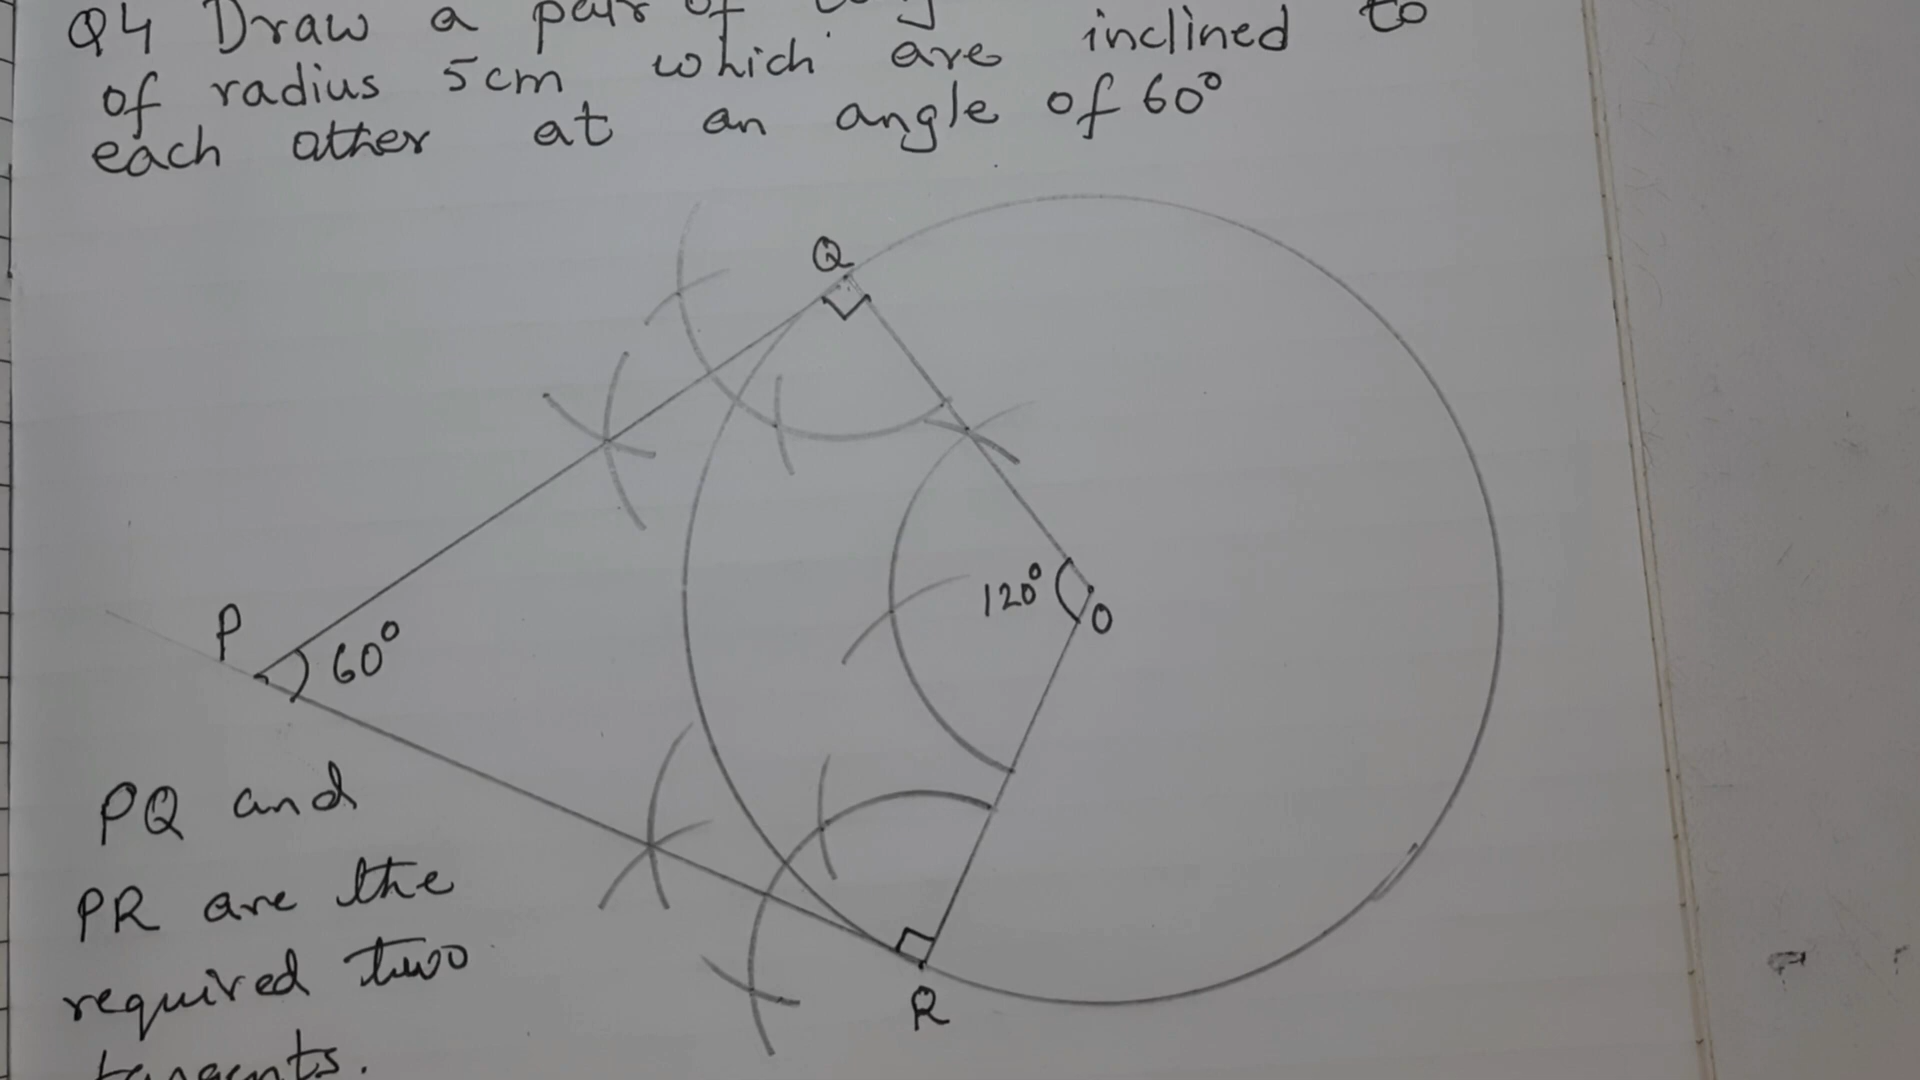 Q4 Draw a pair of
of radius 5cm which are inclined to
each other at an angle of 60°
Q
120°
O
P
60°
PQ and
PR are the
required two
tangents.
R